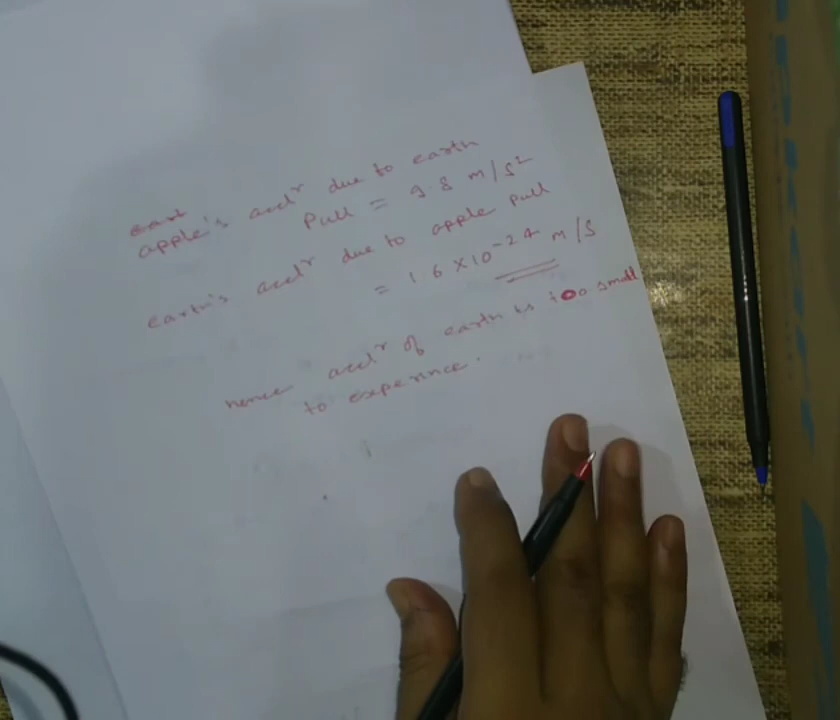 east
apple's accl^r due to earth
Pull = 9 8 m/s²
earth's accl^r due to apple Pull
= 1 6 × 10⁻²⁴ m/s
hence accl^r of earth is too small
to experince.